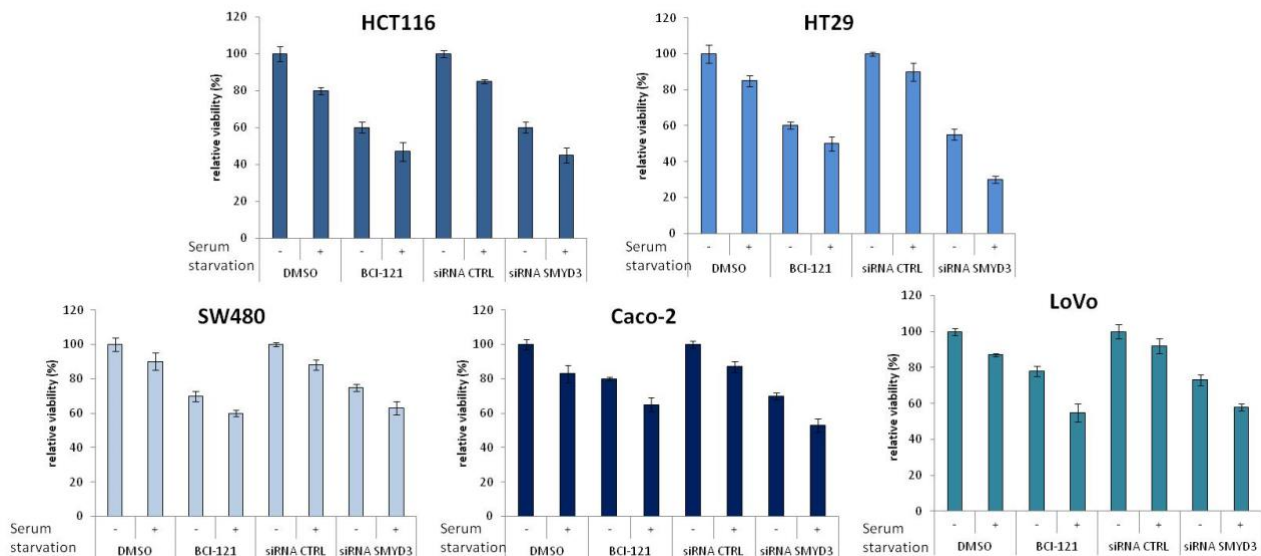 HCT116
relative viability (%)
120
100
80
60
40
20
0
Serum
starvation
- + - + - + - +
DMSO BCI-121 siRNA CTRL siRNA SMYD3
HT29
relative viability (%)
120
100
80
60
40
20
0
Serum
starvation
- + - + - + - +
DMSO BCI-121 siRNA CTRL siRNA SMYD3
SW480
relative viability (%)
120
100
80
60
40
20
0
Serum
starvation
- + - + - + - +
DMSO BCI-121 siRNA CTRL siRNA SMYD3
Caco-2
relative viability (%)
120
100
80
60
40
20
0
Serum
starvation
- + - + - + - +
DMSO BCI-121 siRNA CTRL siRNA SMYD3
LoVo
relative viability (%)
120
100
80
60
40
20
0
Serum
starvation
- + - + - + - +
DMSO BCI-121 siRNA CTRL siRNA SMYD3